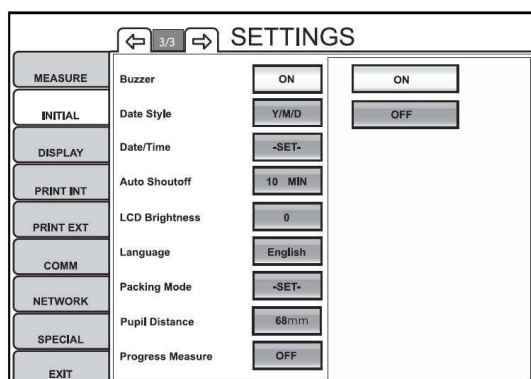 3/3 SETTINGS
MEASURE
INITIAL
DISPLAY
PRINT INT
PRINT EXT
COMM
NETWORK
SPECIAL
EXIT
Buzzer ON
Date Style Y/M/D
Date/Time -SET-
Auto Shoutoff 10 MIN
LCD Brightness 0
Language English
Packing Mode -SET-
Pupil Distance 68mm
Progress Measure OFF
ON
OFF